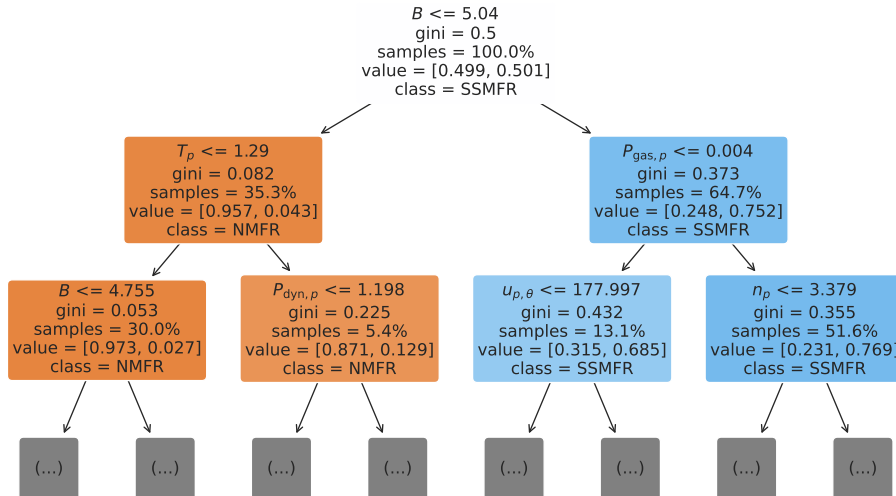 B <= 5.04
gini = 0.5
samples = 100.0%
value = [0.499, 0.501]
class = SSMFR
T_p <= 1.29
gini = 0.082
samples = 35.3%
value = [0.957, 0.043]
class = NMFR
P_gas, p <= 0.004
gini = 0.373
samples = 64.7%
value = [0.248, 0.752]
class = SSMFR
B <= 4.755
gini = 0.053
samples = 30.0%
value = [0.973, 0.027]
class = NMFR
P_dyn, p <= 1.198
gini = 0.225
samples = 5.4%
value = [0.871, 0.129]
class = NMFR
u_p, θ <= 177.997
gini = 0.432
samples = 13.1%
value = [0.315, 0.685]
class = SSMFR
n_p <= 3.379
gini = 0.355
samples = 51.6%
value = [0.231, 0.769]
class = SSMFR
(...)
(...)
(...)
(...)
(...)
(...)
(...)
(...)